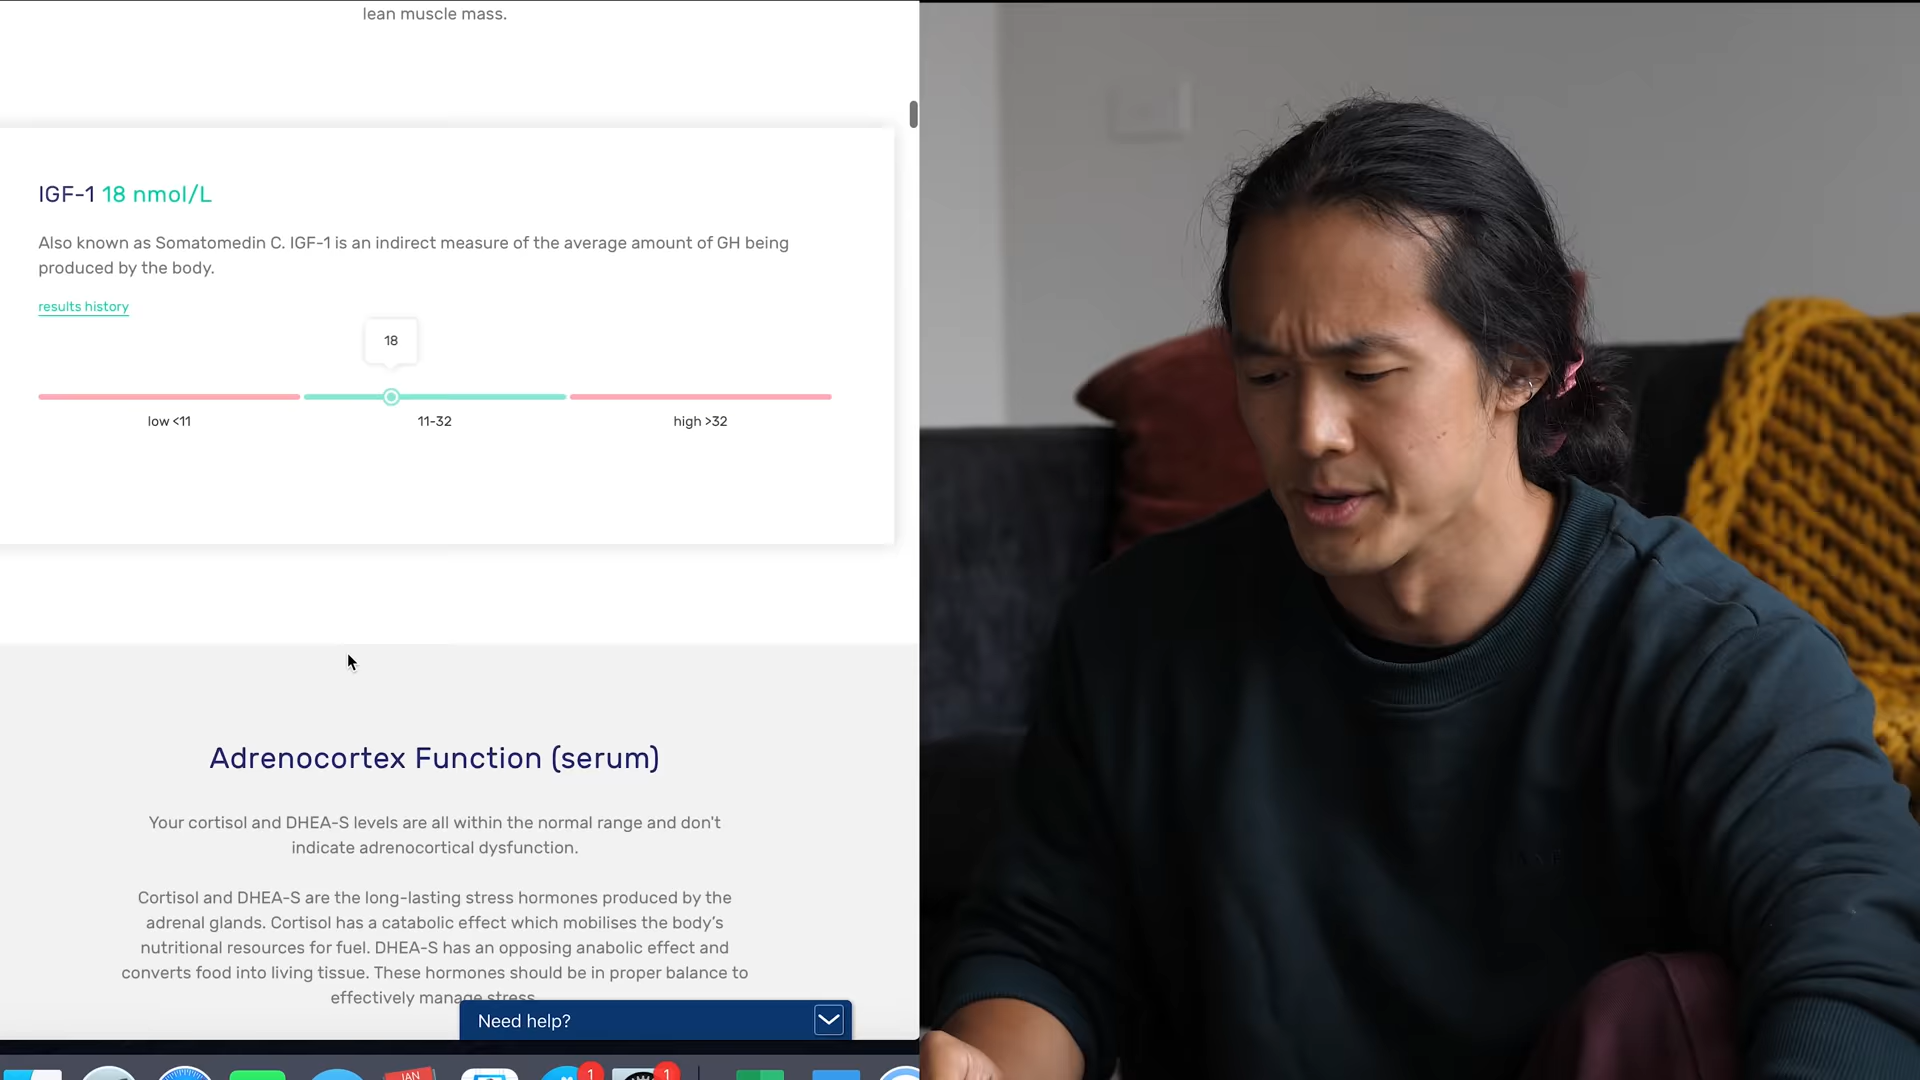 lean muscle mass.
IGF-1 18 nmol/L
Also known as Somatomedin C. IGF-1 is an indirect measure of the average amount of GH being
produced by the body.
results history
18
low <11
11-32
high >32
Adrenocortex Function (serum)
Your cortisol and DHEA-S levels are all within the normal range and don't
indicate adrenocortical dysfunction.
Cortisol and DHEA-S are the long-lasting stress hormones produced by the
adrenal glands. Cortisol has a catabolic effect which mobilises the body's
nutritional resources for fuel. DHEA-S has an opposing anabolic effect and
converts food into living tissue. These hormones should be in proper balance to
effectively manage stress
Need help?
JAN
1
1